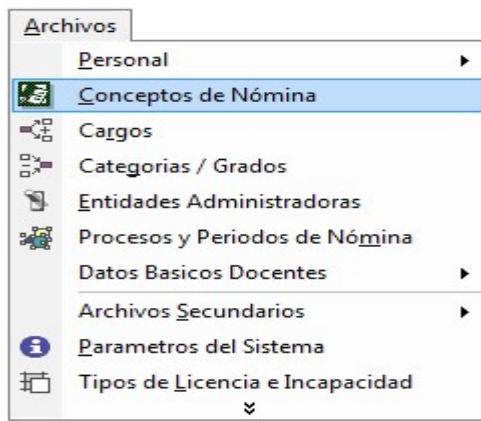 Archivos
Personal
Conceptos de Nómina
Cargos
Categorias / Grados
Entidades Administradoras
Procesos y Periodos de Nómina
Datos Basicos Docentes
Archivos Secundarios
Parametros del Sistema
Tipos de Licencia e Incapacidad